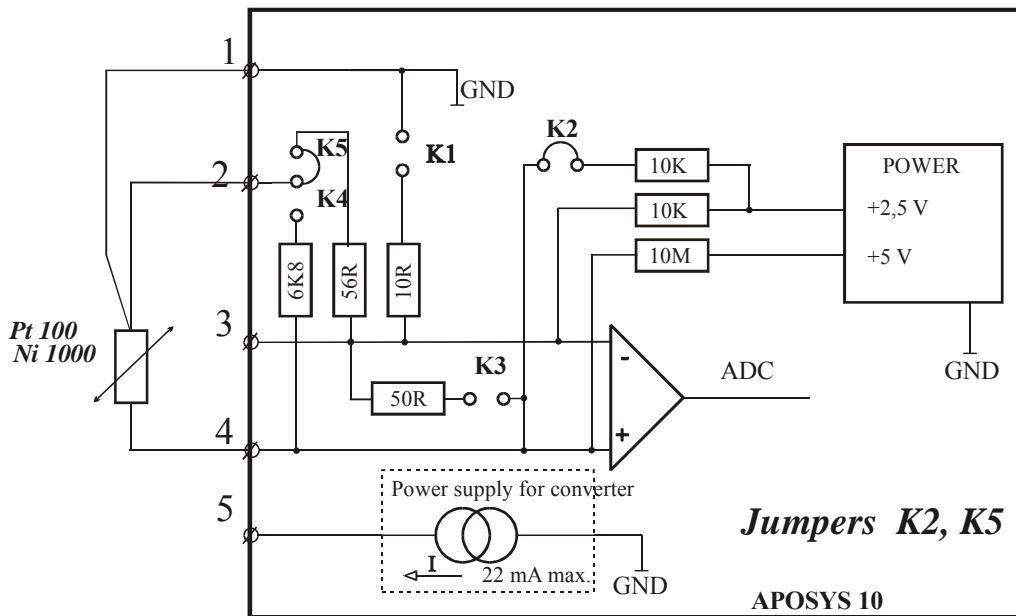 1
GND
K5
K1
K2
2
K4
10K
POWER
10K
+2,5 V
6K8
56R
10R
10M
+5 V
Pt 100
Ni 1000
3
K3
-
ADC
GND
50R
4
+
5
Power supply for converter
I
22 mA max.
GND
Jumpers K2, K5
APOSYS 10